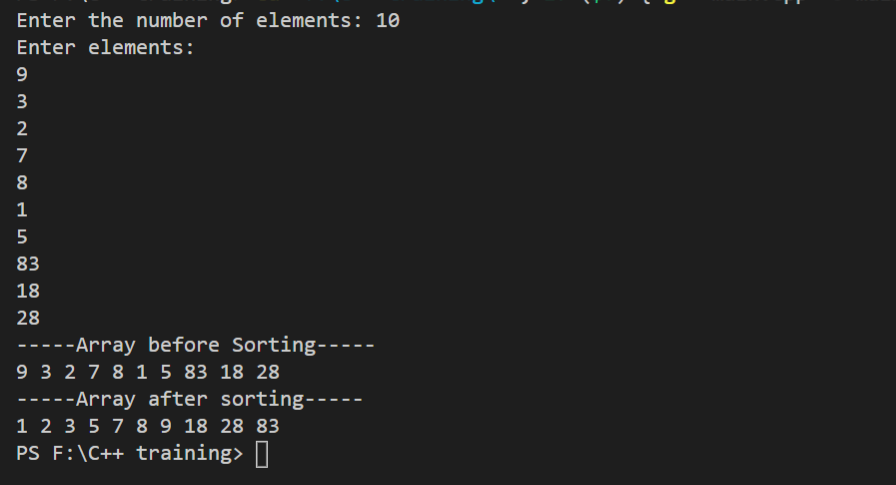 Enter the number of elements: 10
Enter elements:
9
3
2
7
8
1
5
83
18
28
-----Array before Sorting-----
9 3 2 7 8 1 5 83 18 28
-----Array after sorting-----
1 2 3 5 7 8 9 18 28 83
PS F:\C++ training>